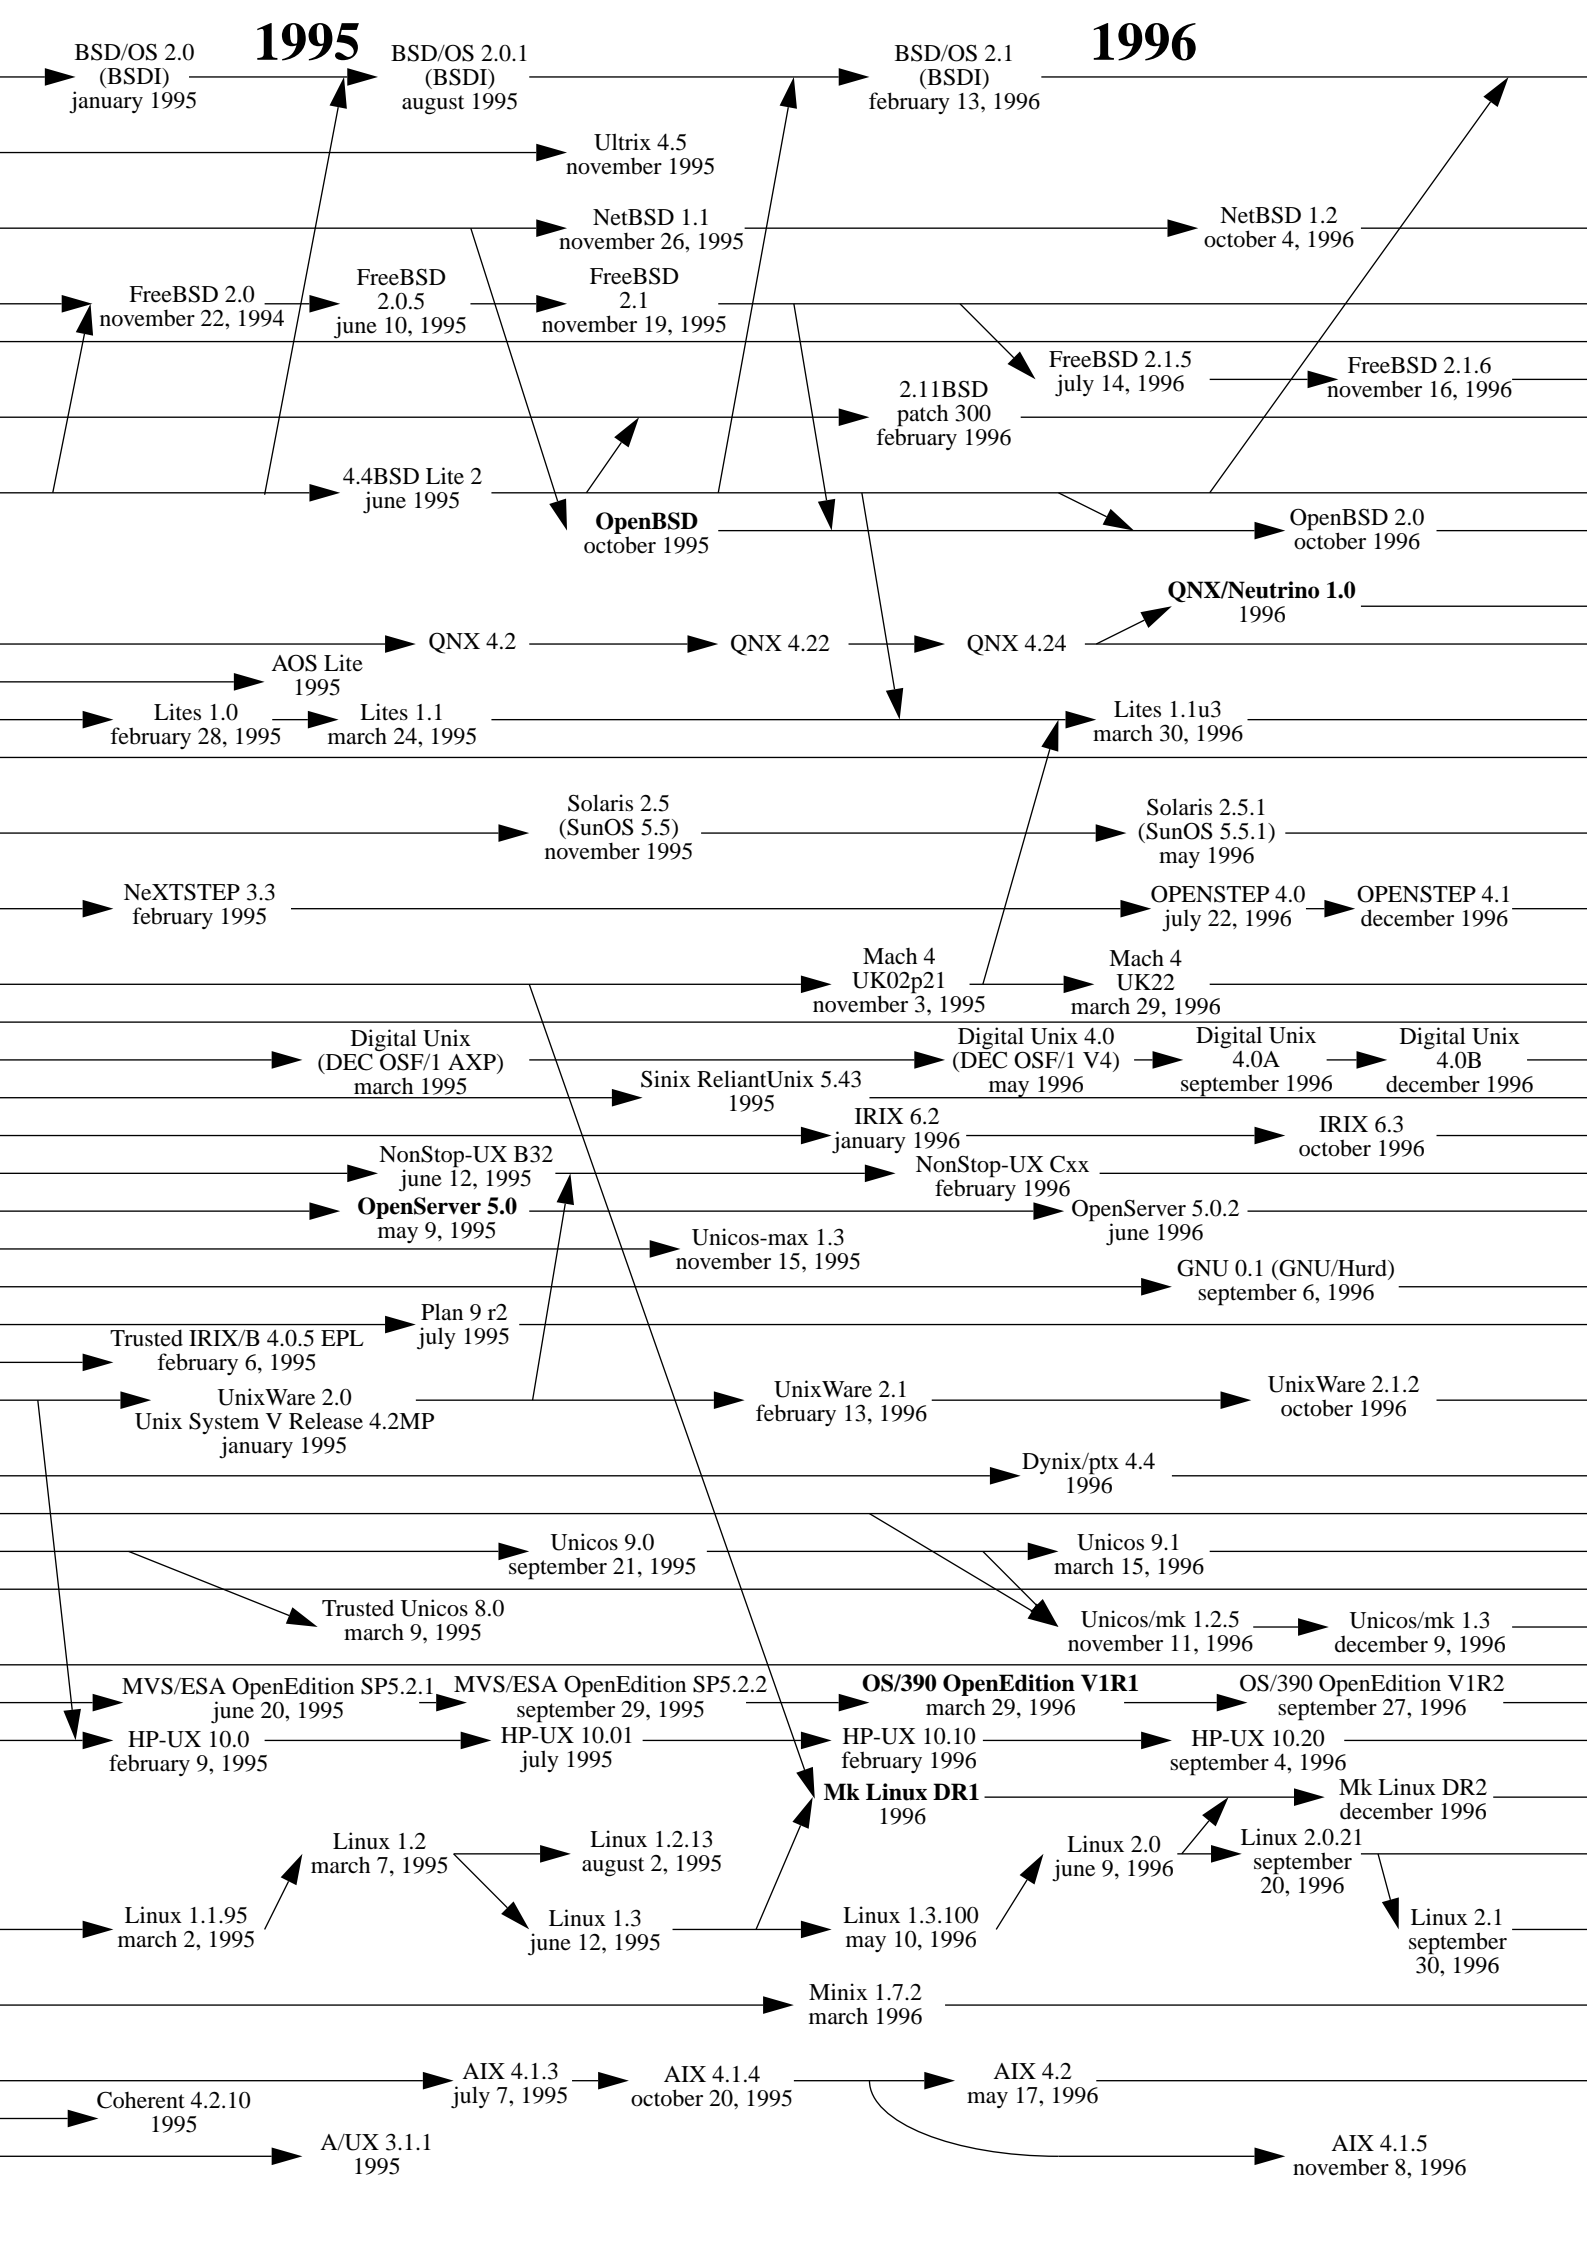 1995
1996
BSD/OS 2.0
(BSDI)
january 1995
BSD/OS 2.0.1
(BSDI)
august 1995
BSD/OS 2.1
(BSDI)
february 13, 1996
Ultrix 4.5
november 1995
NetBSD 1.1
november 26, 1995
NetBSD 1.2
october 4, 1996
FreeBSD 2.0
november 22, 1994
FreeBSD
2.0.5
june 10, 1995
FreeBSD
2.1
november 19, 1995
FreeBSD 2.1.5
july 14, 1996
FreeBSD 2.1.6
november 16, 1996
2.11BSD
patch 300
february 1996
4.4BSD Lite 2
june 1995
OpenBSD
october 1995
OpenBSD 2.0
october 1996
QNX/Neutrino 1.0
1996
QNX 4.2
QNX 4.22
QNX 4.24
AOS Lite
1995
Lites 1.0
february 28, 1995
Lites 1.1
march 24, 1995
Lites 1.1u3
march 30, 1996
Solaris 2.5
(SunOS 5.5)
november 1995
Solaris 2.5.1
(SunOS 5.5.1)
may 1996
NeXTSTEP 3.3
february 1995
OPENSTEP 4.0
july 22, 1996
OPENSTEP 4.1
december 1996
Mach 4
UK02p21
november 3, 1995
Mach 4
UK22
march 29, 1996
Digital Unix
(DEC OSF/1 AXP)
march 1995
Digital Unix 4.0
(DEC OSF/1 V4)
may 1996
Digital Unix
4.0A
september 1996
Digital Unix
4.0B
december 1996
Sinix ReliantUnix 5.43
1995
IRIX 6.2
january 1996
IRIX 6.3
october 1996
NonStop-UX B32
june 12, 1995
NonStop-UX Cxx
february 1996
OpenServer 5.0
may 9, 1995
OpenServer 5.0.2
june 1996
Unicos-max 1.3
november 15, 1995
GNU 0.1 (GNU/Hurd)
september 6, 1996
Plan 9 r2
july 1995
Trusted IRIX/B 4.0.5 EPL
february 6, 1995
UnixWare 2.0
Unix System V Release 4.2MP
january 1995
UnixWare 2.1
february 13, 1996
UnixWare 2.1.2
october 1996
Dynix/ptx 4.4
1996
Unicos 9.0
september 21, 1995
Unicos 9.1
march 15, 1996
Trusted Unicos 8.0
march 9, 1995
Unicos/mk 1.2.5
november 11, 1996
Unicos/mk 1.3
december 9, 1996
MVS/ESA OpenEdition SP5.2.1
june 20, 1995
MVS/ESA OpenEdition SP5.2.2
september 29, 1995
OS/390 OpenEdition V1R1
march 29, 1996
OS/390 OpenEdition V1R2
september 27, 1996
HP-UX 10.0
february 9, 1995
HP-UX 10.01
july 1995
HP-UX 10.10
february 1996
HP-UX 10.20
september 4, 1996
Mk Linux DR1
1996
Mk Linux DR2
december 1996
Linux 1.2
march 7, 1995
Linux 1.2.13
august 2, 1995
Linux 2.0
june 9, 1996
Linux 2.0.21
september
20, 1996
Linux 1.1.95
march 2, 1995
Linux 1.3
june 12, 1995
Linux 1.3.100
may 10, 1996
Linux 2.1
september
30, 1996
Minix 1.7.2
march 1996
AIX 4.1.3
july 7, 1995
AIX 4.1.4
october 20, 1995
AIX 4.2
may 17, 1996
Coherent 4.2.10
1995
A/UX 3.1.1
1995
AIX 4.1.5
november 8, 1996